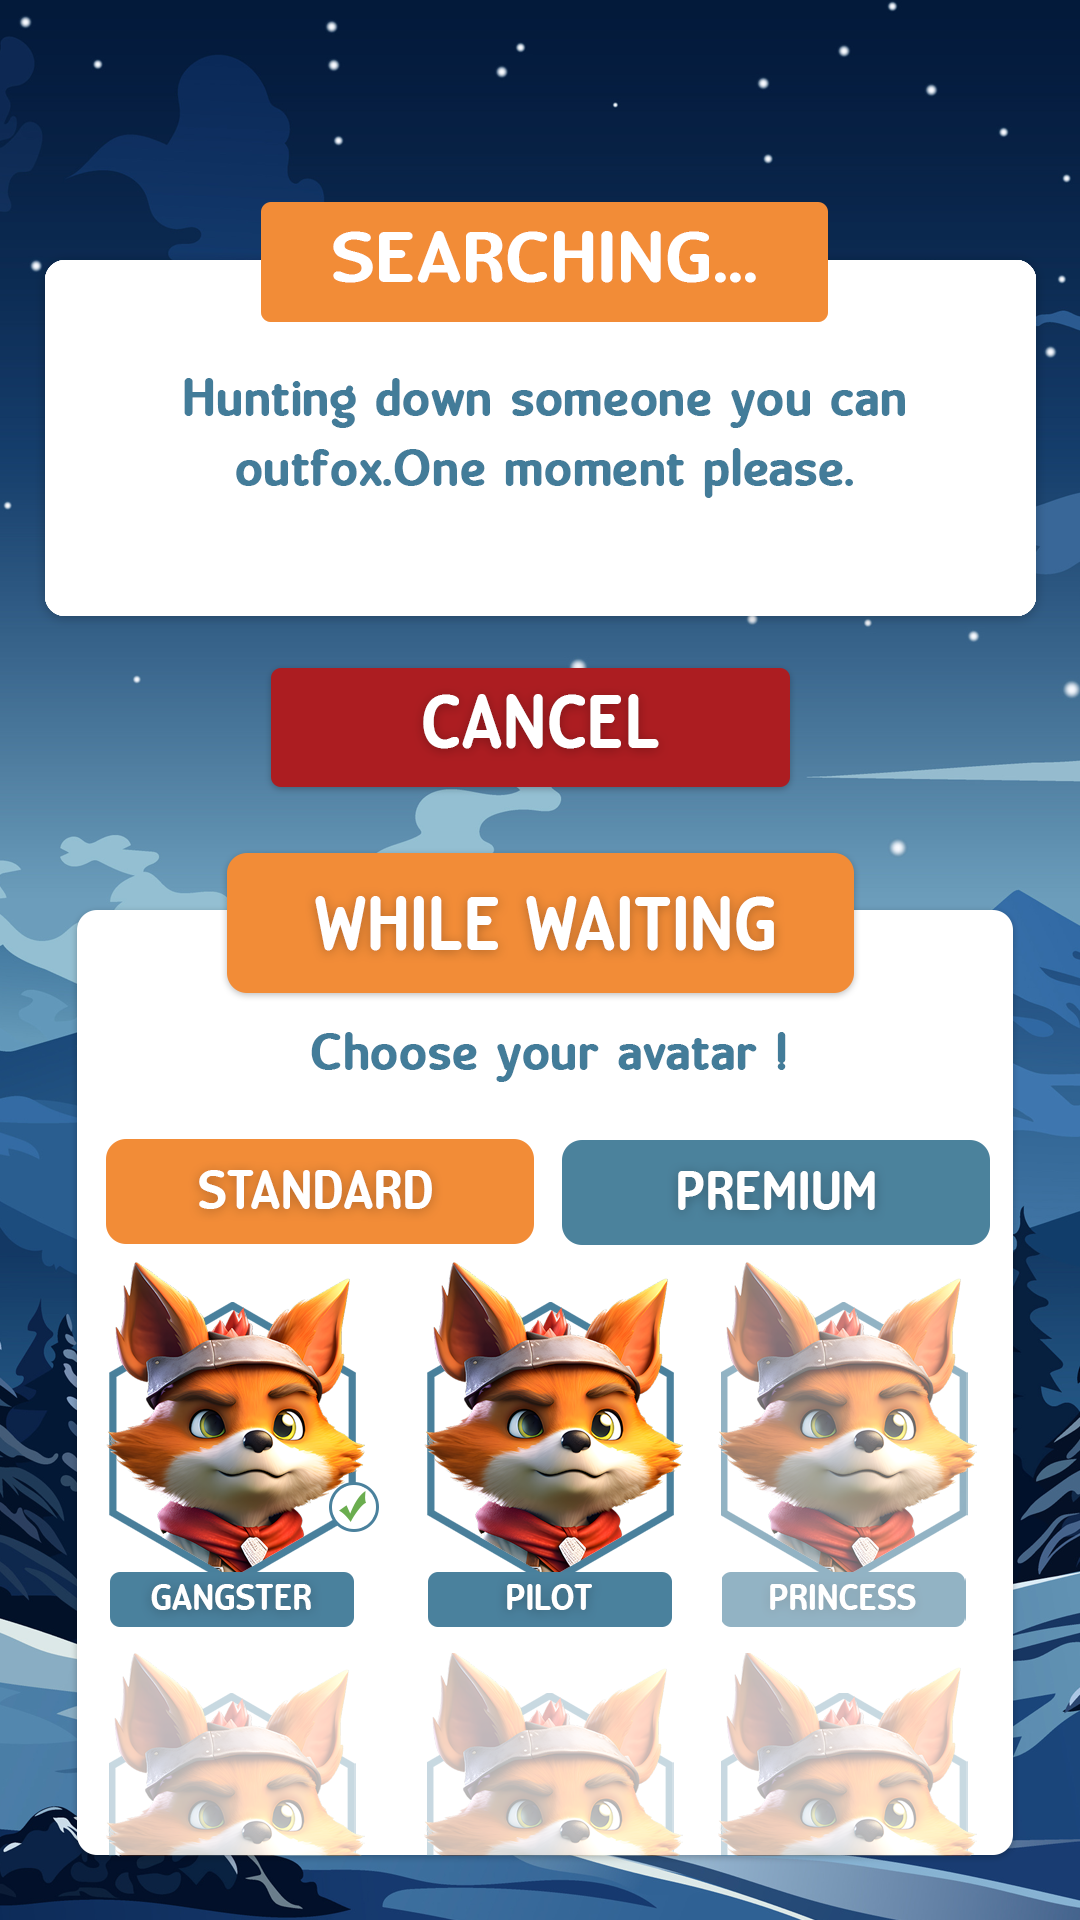 SEARCHING...
Hunting down someone you can
outfox.One moment please.
CANCEL
WHILE WAITING
Choose your avatar !
STANDARD
PREMIUM
GANGSTER
PILOT
PRINCESS